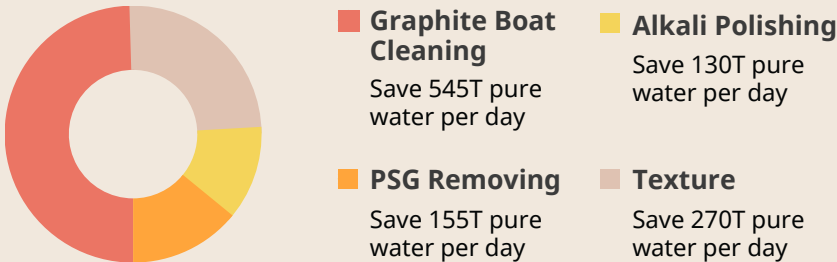 Graphite Boat
Cleaning
Save 545T pure
water per day
Alkali Polishing
Save 130T pure
water per day
PSG Removing
Save 155T pure
water per day
Texture
Save 270T pure
water per day